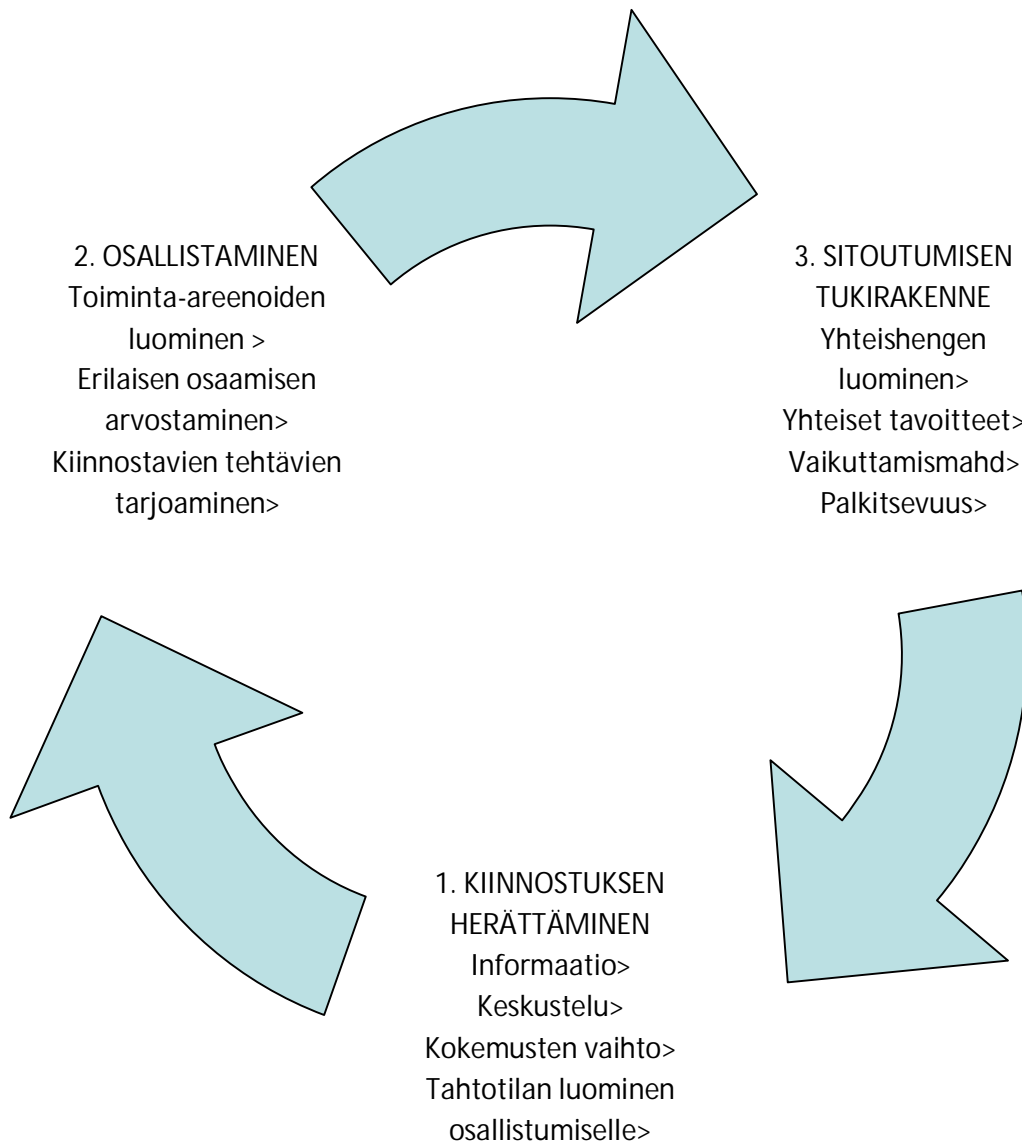 2. OSALLISTAMINEN
Toiminta-areenoiden
luominen >
Erilaisen osaamisen
arvostaminen>
Kiinnostavien tehtävien
tarjoaminen>
3. SITOUTUMISEN
TUKIRAKENNE
Yhteishengen
luominen>
Yhteiset tavoitteet>
Vaikuttamismahd>
Palkitsevuus>
1. KIINNOSTUKSEN
HERÄTTÄMINEN
Informaatio>
Keskustelu>
Kokemusten vaihto>
Tahtotilan luominen
osallistumiselle>